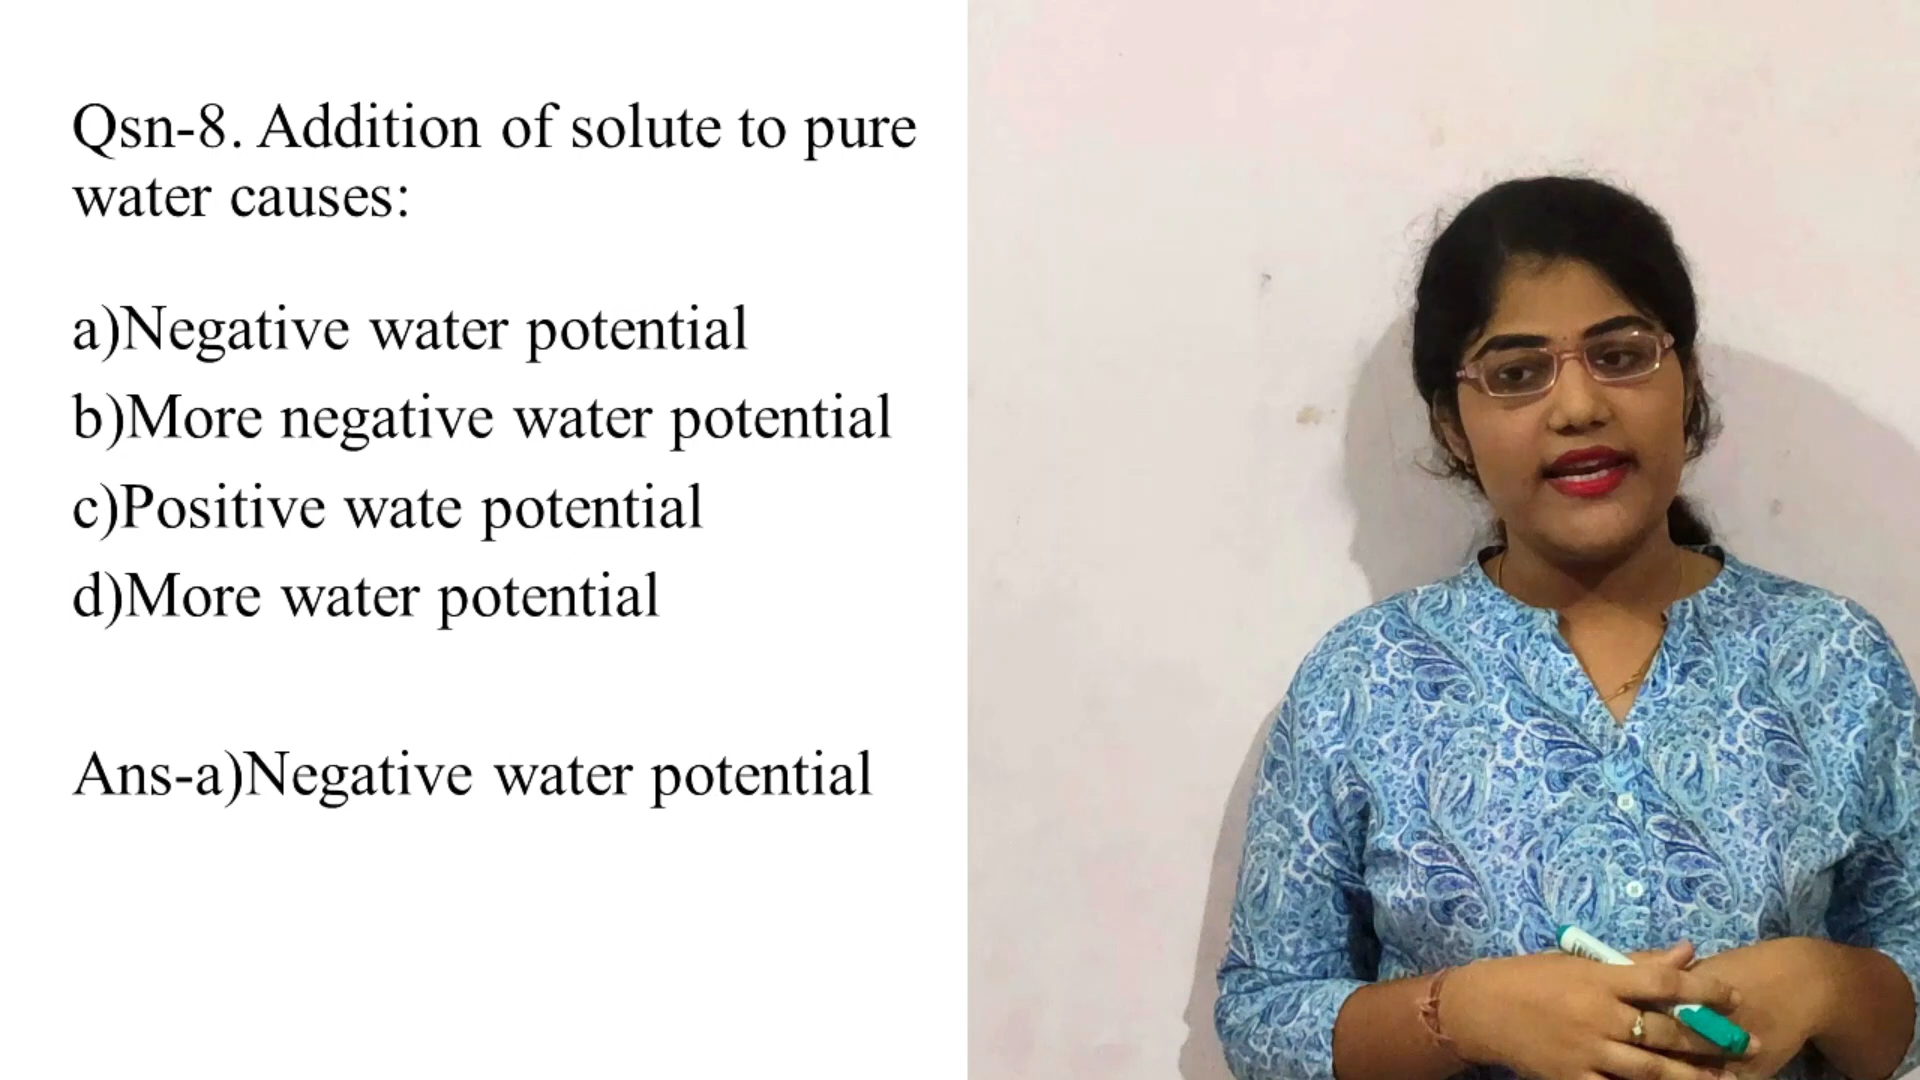 Qsn-8. Addition of solute to pure
water causes:
a)Negative water potential
b)More negative water potential
c)Positive wate potential
d)More water potential
Ans-a)Negative water potential